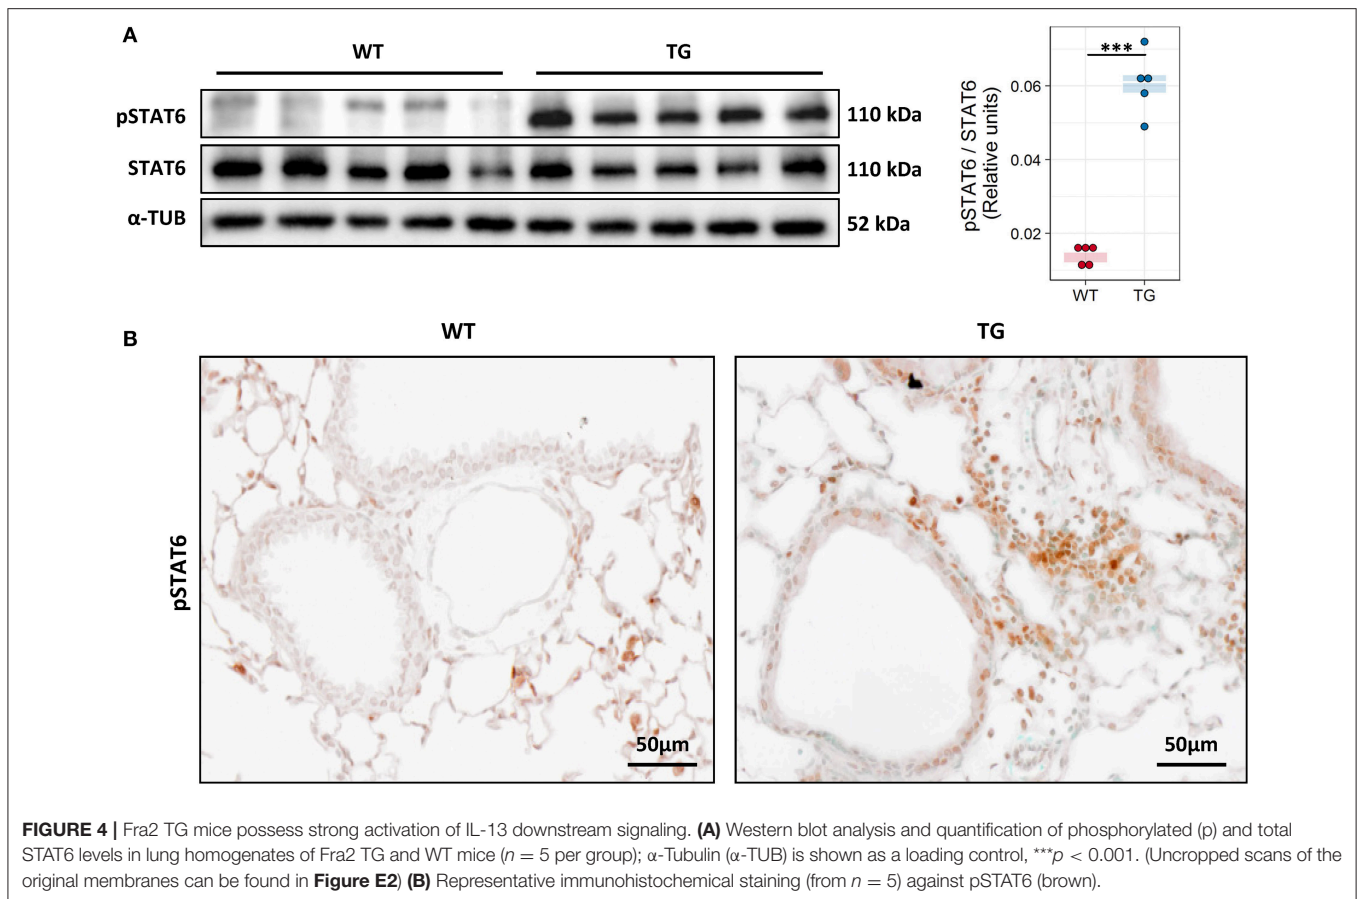 A
WT TG
pSTAT6 110 kDa
STAT6 110 kDa
α-TUB 52 kDa
***
pSTAT6 / STAT6
(Relative units)
0.06
0.04
0.02
WT TG
B
WT TG
pSTAT6
50μm 50μm
FIGURE 4 | Fra2 TG mice possess strong activation of IL-13 downstream signaling. (A) Western blot analysis and quantification of phosphorylated (p) and total
STAT6 levels in lung homogenates of Fra2 TG and WT mice (n = 5 per group); α-Tubulin (α-TUB) is shown as a loading control, ***p < 0.001. (Uncropped scans of the
original membranes can be found in Figure E2) (B) Representative immunohistochemical staining (from n = 5) against pSTAT6 (brown).